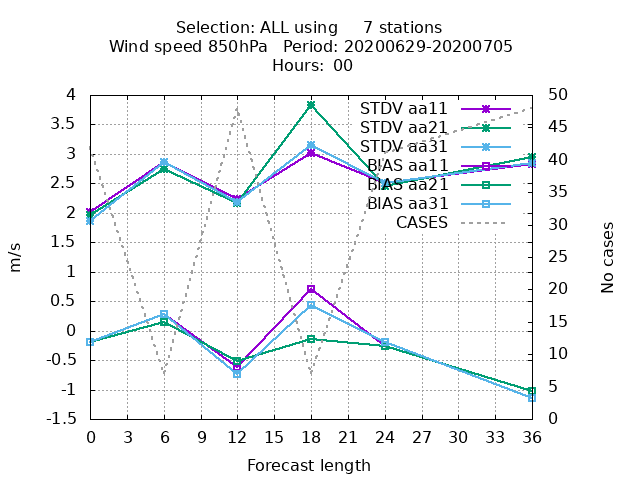 Selection: ALL using     7 stations
Wind speed 850hPa   Period: 20200629-20200705
Hours:  00
4
3.5
3
2.5
2
1.5
1
0.5
0
-0.5
-1
-1.5
m/s
STDV aa11
STDV aa21
STDV aa31
BIAS aa11
BIAS aa21
BIAS aa31
CASES
50
45
40
35
30
25
20
15
10
5
0
No cases
0 3 6 9 12 15 18 21 24 27 30 33 36
Forecast length